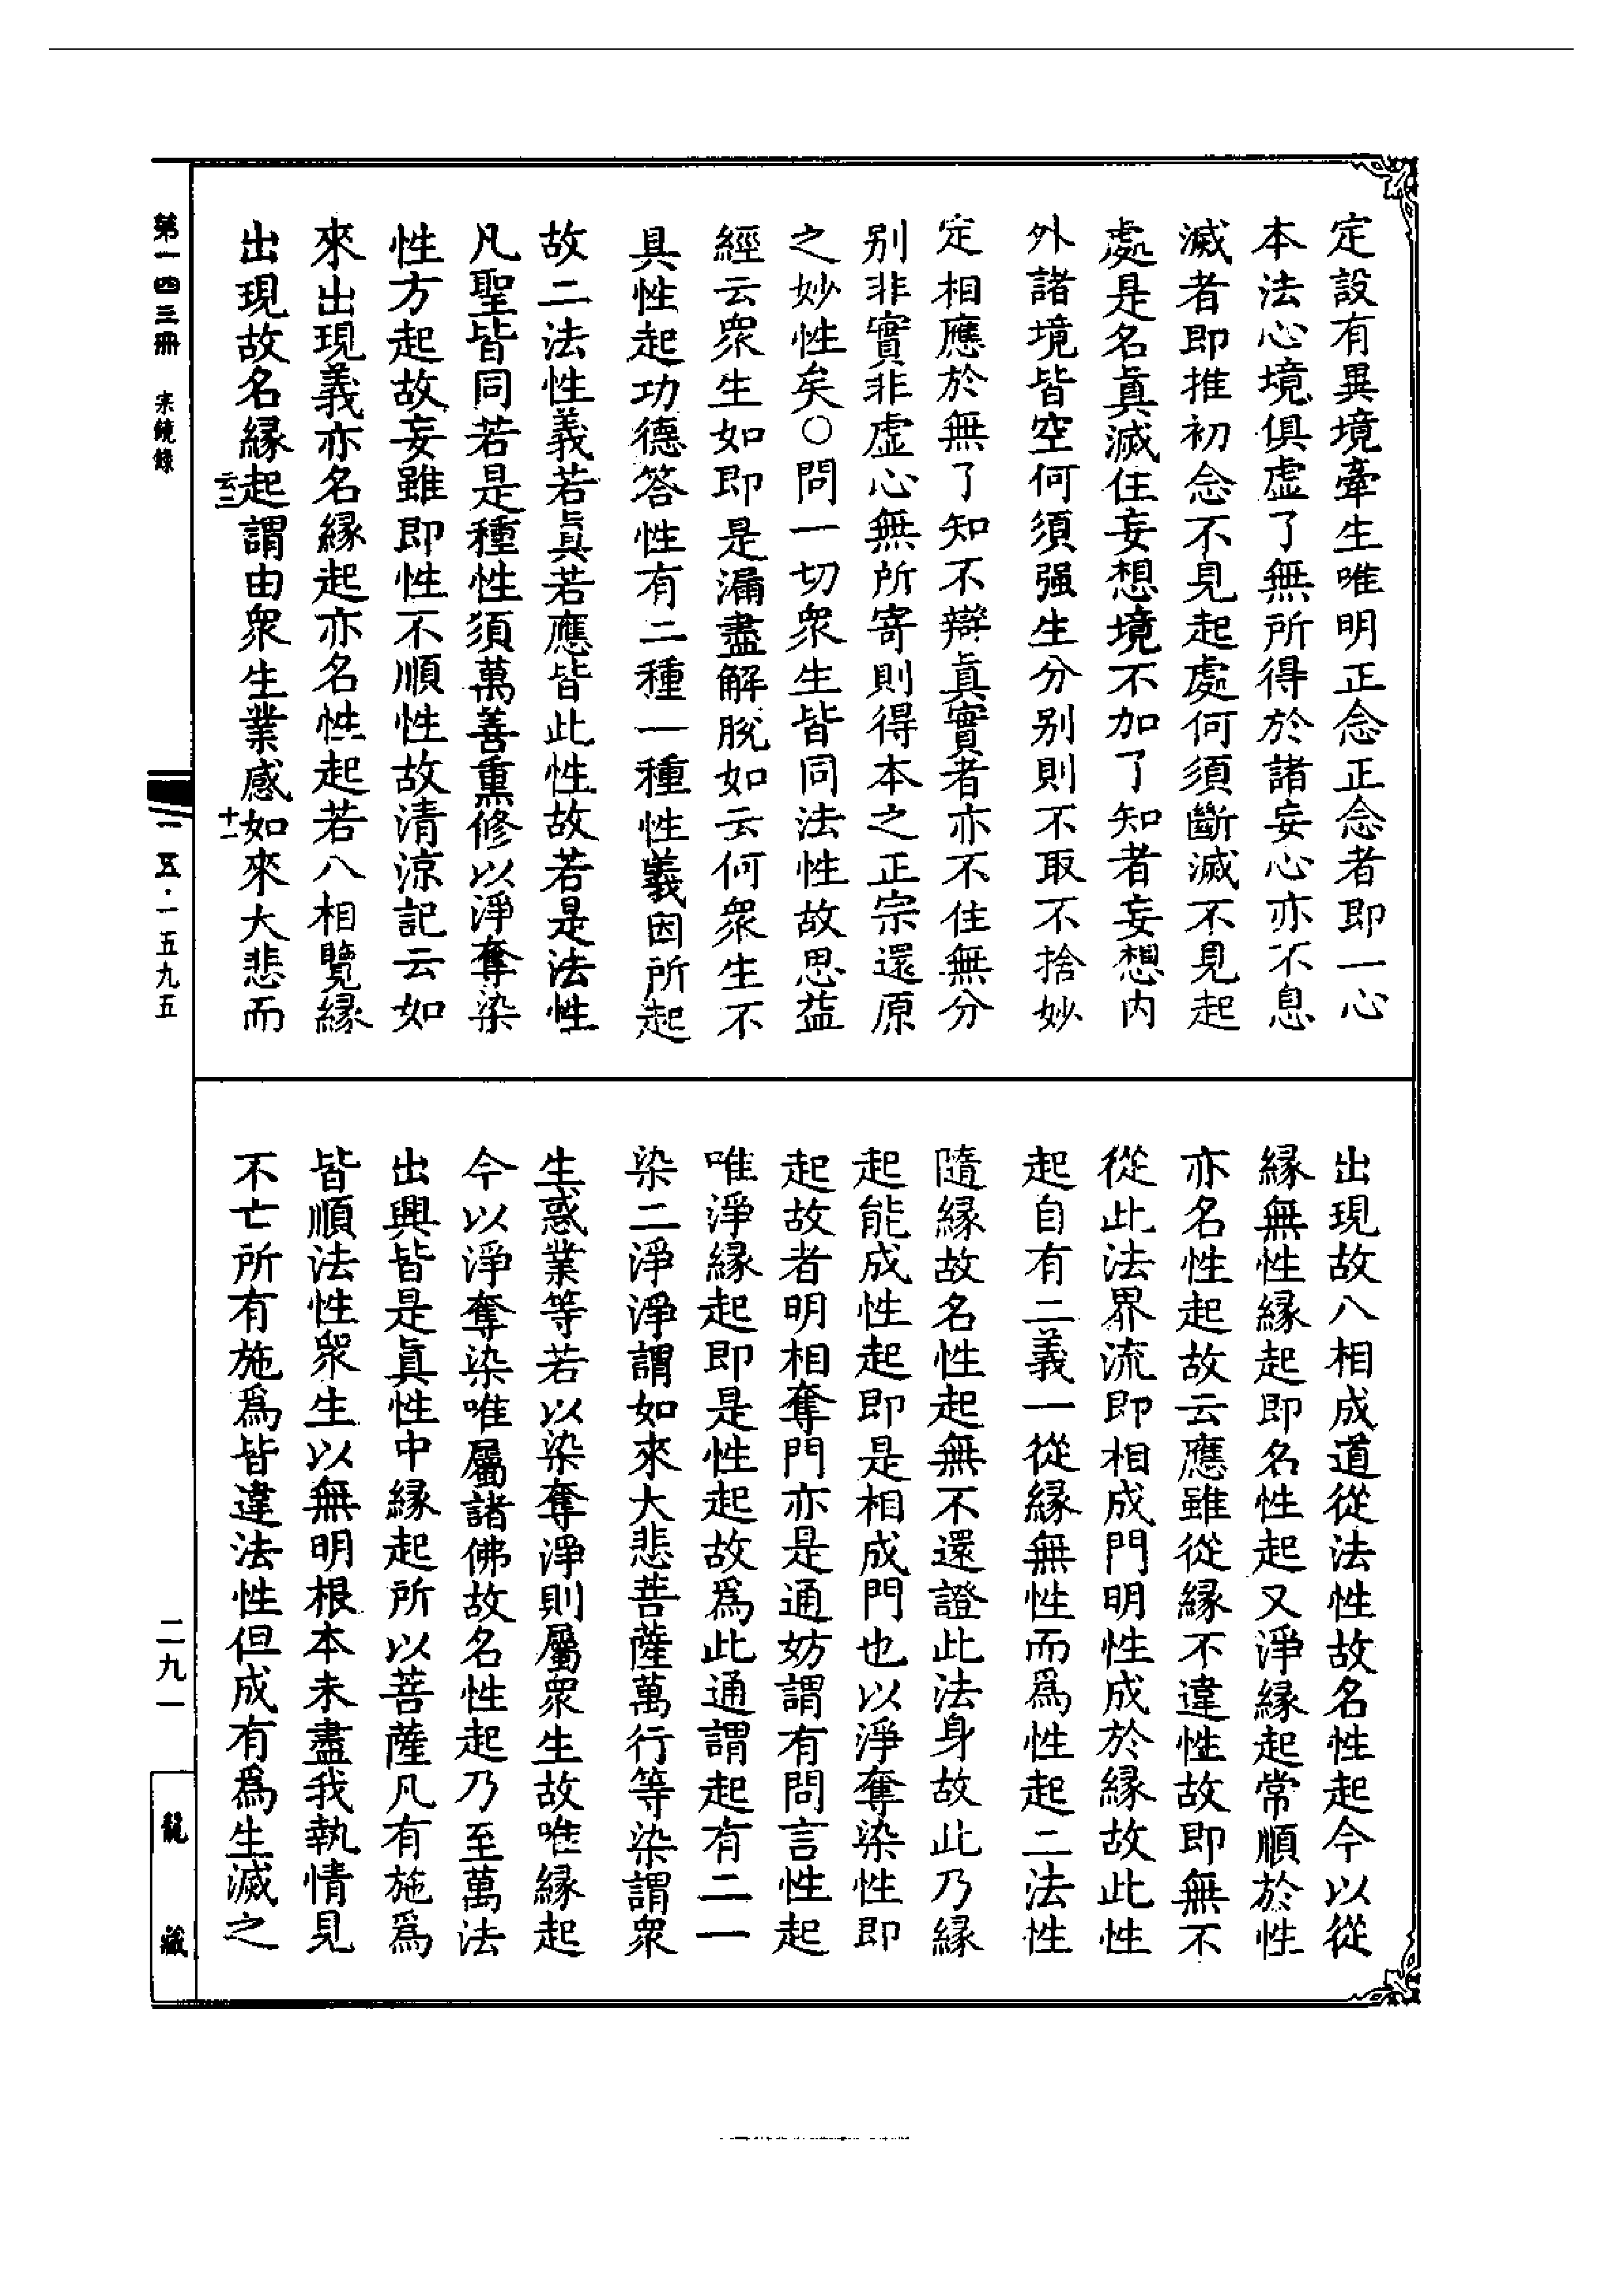 定設有異境牽生唯明正念正念者即一心
本法心境俱虚了無所得於諸妄心亦不息
滅者即推初念不見起處何須斷滅不見起
處是名眞滅住妄想境不加了知者妄想内
外諸境皆空何須强生分别則不取不捨妙
定相應於無了知不辯眞實者亦不住無分
别非實非虚心無所寄則得本之正宗還原
之妙性矣○問一切衆生皆同法性故思益
經云衆生如即是漏盡解脫如云何衆生不
具性起功德答性有二種一種性義因所起
故二法性義若眞若應皆此性故若是法性
凡聖皆同若是種性須萬善熏修以淨奪染
性方起故妄雖即性不順性故清涼記云如
來出現義亦名緣起亦名性起若八相覽緣
出現故名緣起謂由衆生業感如來大悲而
出現故八相成道從法性故名性起今以從
緣無性緣起即名性起又淨緣起常順於性
亦名性起故云應雖從緣不違性故即無不
從此法界流即相成門明性成於緣故此性
起自有二義一從緣無性而爲性起二法性
隨緣故名性起無不還證此法身故此乃緣
起能成性起即是相成門也以淨奪染性即
起故者明相奪門亦是通妨謂有問言性起
唯淨緣起即是性起故爲此通謂起有二一
染二淨淨謂如來大悲菩薩萬行等染謂衆
生惑業等若以染奪淨則屬衆生故唯緣起
今以淨奪染唯屬諸佛故名性起乃至萬法
出興皆是眞性中緣起所以菩薩凡有施爲
皆順法性衆生以無明根本未盡我執情見
不亡所有施爲皆違法性但成有爲生滅之
第一四三冊 宗鏡錄
云二
十一
一一五·一五九五
二九一
龍藏